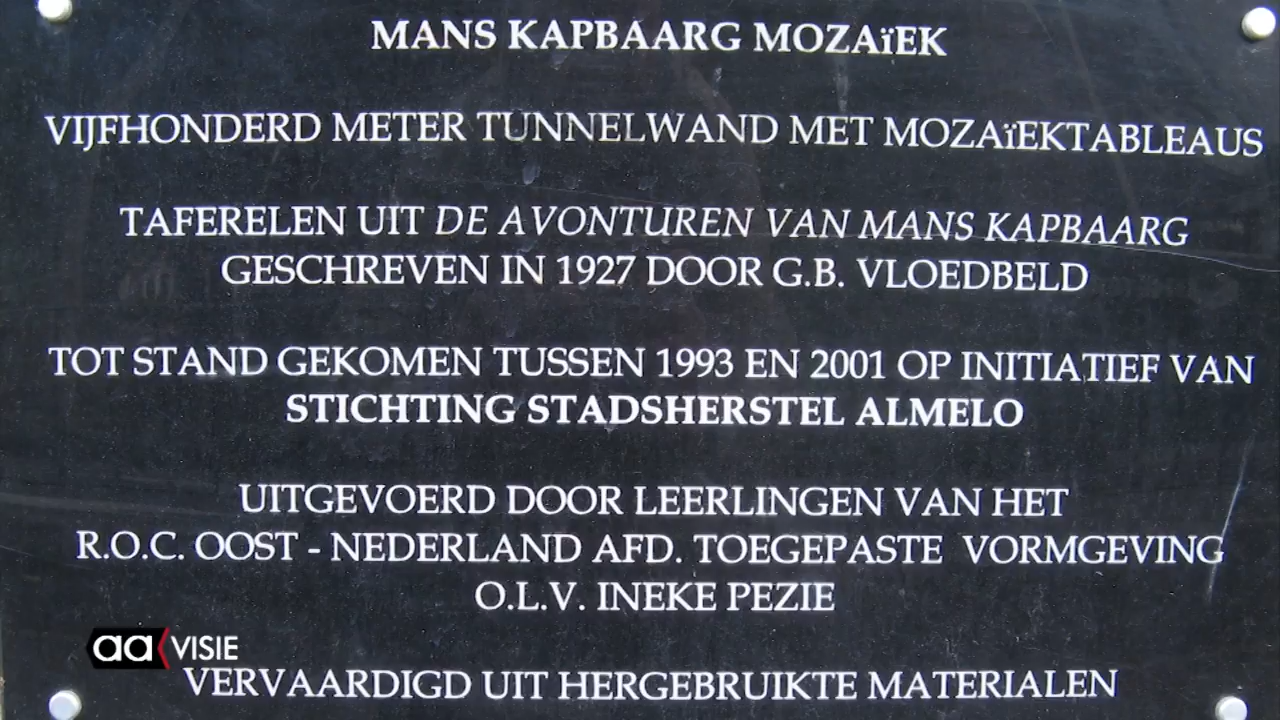 MANS KAPBAARG MOZAïEK
VIJFHONDERD METER TUNNELWAND MET MOZAïEKTABLEAUS
TAFERELEN UIT DE AVONTUREN VAN MANS KAPBAARG
GESCHREVEN IN 1927 DOOR G.B. VLOEDBELD
TOT STAND GEKOMEN TUSSEN 1993 EN 2001 OP INITIATIEF VAN
STICHTING STADSHERSTEL ALMELO
UITGEVOERD DOOR LEERLINGEN VAN HET
R.O.C. OOST - NEDERLAND AFD. TOEGEPASTE VORMGEVING
O.L.V. INEKE PEZIE
aa VISIE
VERVAARDIGD UIT HERGEBRUIKTE MATERIALEN